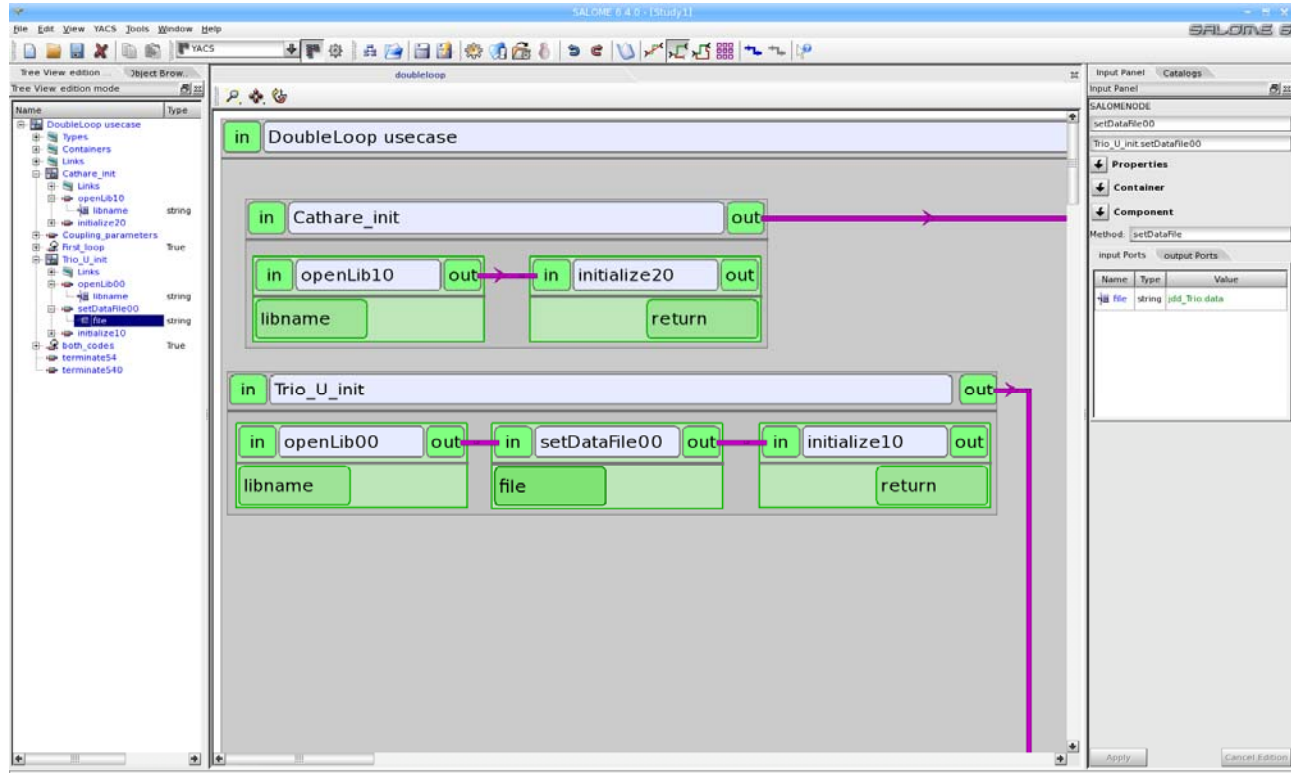 SALOME 6.4.0 - [Study1]
File Edit View YACS Tools Window Help
SALOME 6
YACS
Tree View: edition ... Object Brow...
Tree View: edition mode
Name Type
DoubleLoop usecase
Types
Containers
Links
Cathare_init
Links
openLib10
libname string
initialize20
Coupling_parameters
First_loop True
Trio_U_init
Links
openLib00
libname string
setDataFile00
file string
initialize10
both_codes True
terminate54
terminate540
doubleloop
in DoubleLoop usecase
in Cathare_init out
in openLib10 out in initialize20 out
libname return
in Trio_U_init out
in openLib00 out in setDataFile00 out in initialize10 out
libname file return
Input Panel Catalogs
Input Panel
SALOMENODE
setDataFile00
Trio_U_init.setDataFile00
Properties
Container
Component
Method: setDataFile
input Ports output Ports
Name Type Value
file string jdd_Trio.data
Apply Cancel Edition